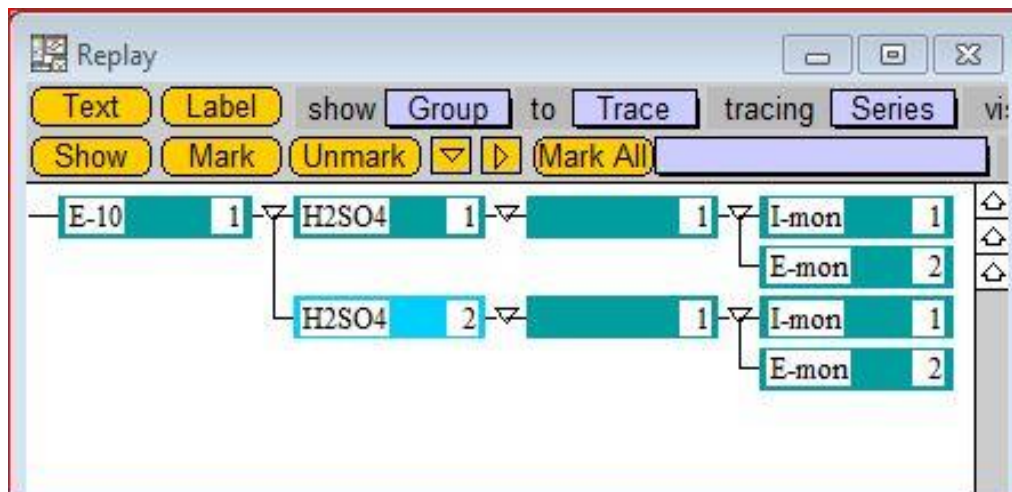 Replay
Text Label show Group to Trace tracing Series vi
Show Mark Unmark Mark All
E-10 1 H2SO4 1 1 I-mon 1
E-mon 2
H2SO4 2 1 I-mon 1
E-mon 2